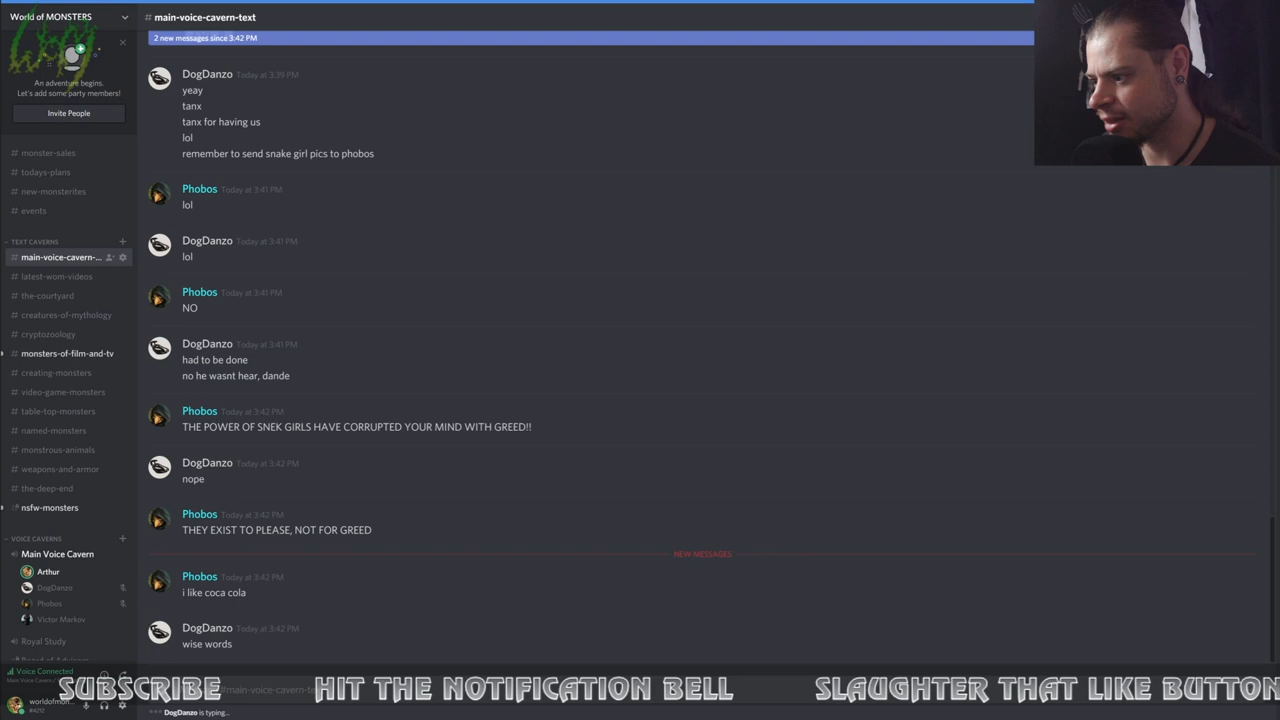 World of MONSTERS
An adventure begins.
Let's add some party members!
Invite People
# monster-sales
# todays-plans
# new-monsterites
# events
TEXT CAVERNS
# main-voice-cavern-...
# latest-wom-videos
# the-courtyard
# creatures-of-mythology
# cryptozoology
# monsters-of-film-and-tv
# creating-monsters
# video-game-monsters
# table-top-monsters
# named-monsters
# monstrous-animals
# weapons-and-armor
# the-deep-end
nsfw-monsters
VOICE CAVERNS
Main Voice Cavern
Arthur
DogDanzo
Phobos
Victor Markov
Royal Study
Voice Connected
worldofmon...
#4212
# main-voice-cavern-text
2 new messages since 3:42 PM
DogDanzo Today at 3:39 PM
yeay
tanx
tanx for having us
lol
remember to send snake girl pics to phobos
Phobos Today at 3:41 PM
lol
DogDanzo Today at 3:41 PM
lol
Phobos Today at 3:41 PM
NO
DogDanzo Today at 3:41 PM
had to be done
no he wasnt hear, dande
Phobos Today at 3:42 PM
THE POWER OF SNEK GIRLS HAVE CORRUPTED YOUR MIND WITH GREED!!
DogDanzo Today at 3:42 PM
nope
Phobos Today at 3:42 PM
THEY EXIST TO PLEASE, NOT FOR GREED
NEW MESSAGES
Phobos Today at 3:42 PM
i like coca cola
DogDanzo Today at 3:42 PM
wise words
#main-voice-cavern-te
SUBSCRIBE HIT THE NOTIFICATION BELL SLAUGHTER THAT LIKE BUTTON
DogDanzo is typing...